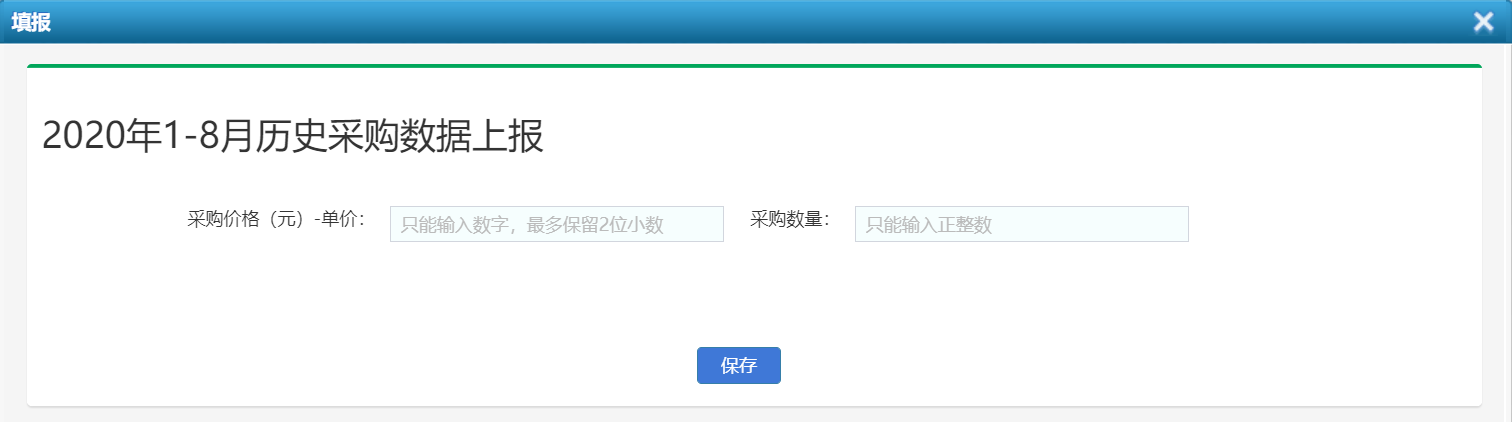 填报
2020年1-8月历史采购数据上报
采购价格（元）-单价： 只能输入数字，最多保留2位小数 采购数量： 只能输入正整数
保存